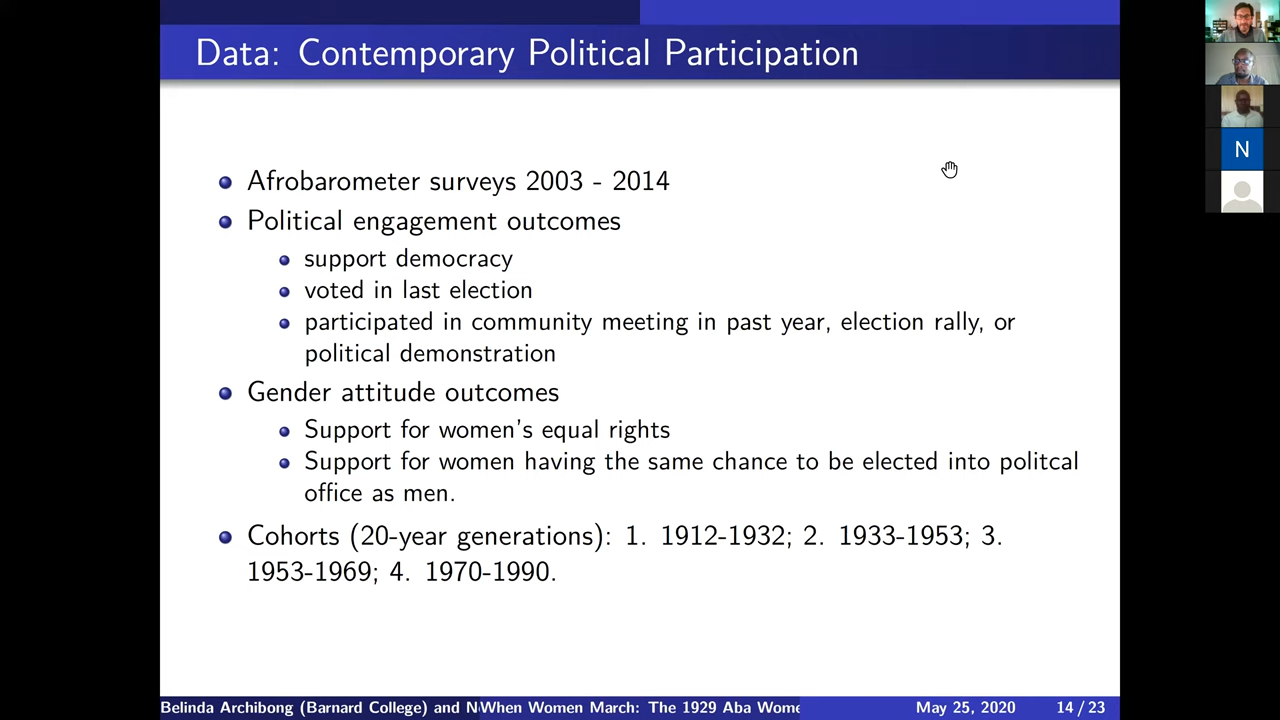 Data: Contemporary Political Participation
Afrobarometer surveys 2003 - 2014
Political engagement outcomes
support democracy
voted in last election
participated in community meeting in past year, election rally, or
political demonstration
Gender attitude outcomes
Support for women's equal rights
Support for women having the same chance to be elected into politcal
office as men.
Cohorts (20-year generations): 1. 1912-1932; 2. 1933-1953; 3.
1953-1969; 4. 1970-1990.
Belinda Archibong (Barnard College) and N
When Women March: The 1929 Aba Wome
May 25, 2020
14 / 23
N